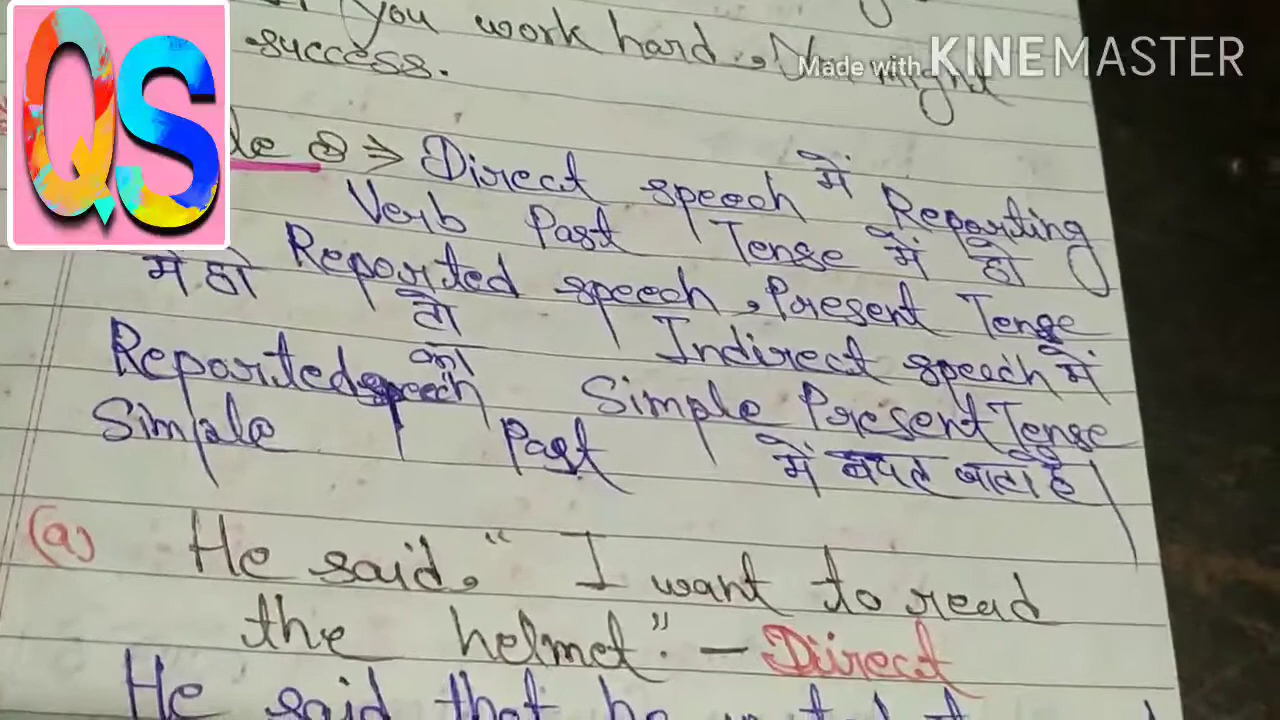 you work hard, You might
success.
Made with KINEMASTER
QS
⇒ Direct speech में Reporting
Verb Past Tense में हो
Reported speech, Present Tense
में हो तो Indirect speech में
Reported speech को Simple Present Tense
Simple Past में बदल जाता है।
(a) He said, " I want to read
the helmet". — Direct
He said that he